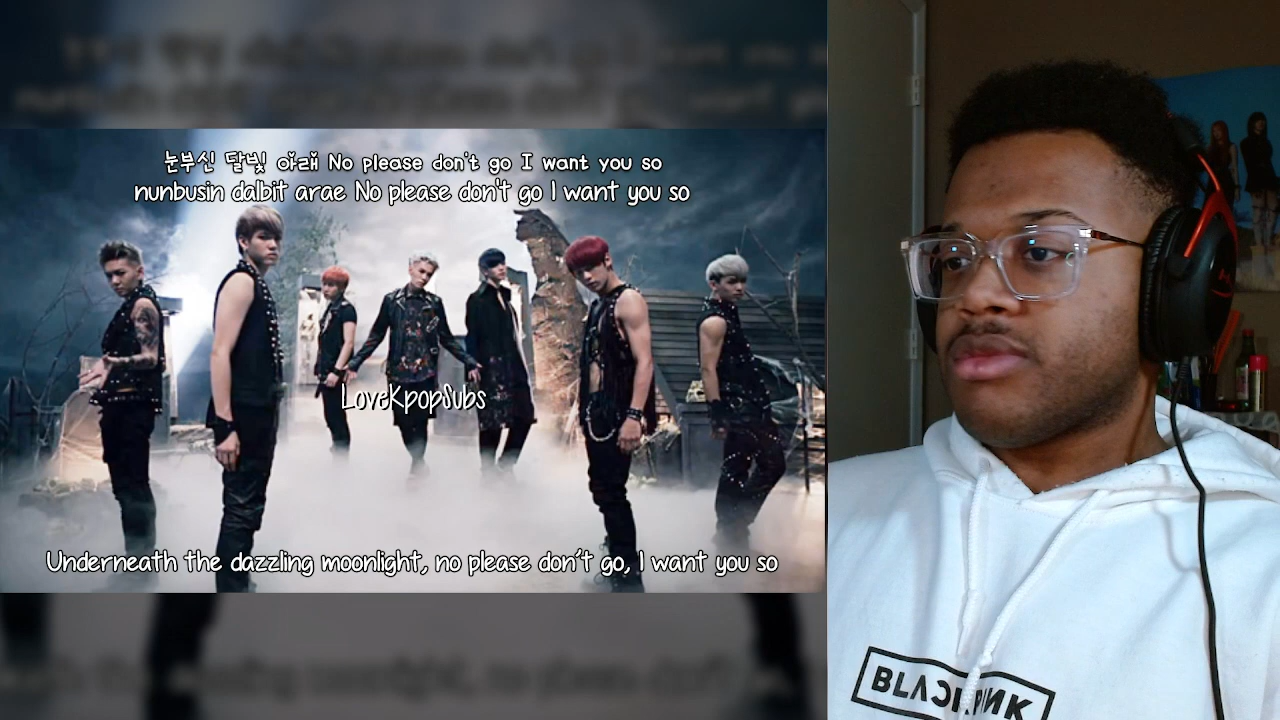 눈부신 달빛 아래 No please don't go I want you so
nunbusin dalbit arae No please don't go I want you so
LoveKpopSubs
Underneath the dazzling moonlight, no please don't go, I want you so
BLACKPINK